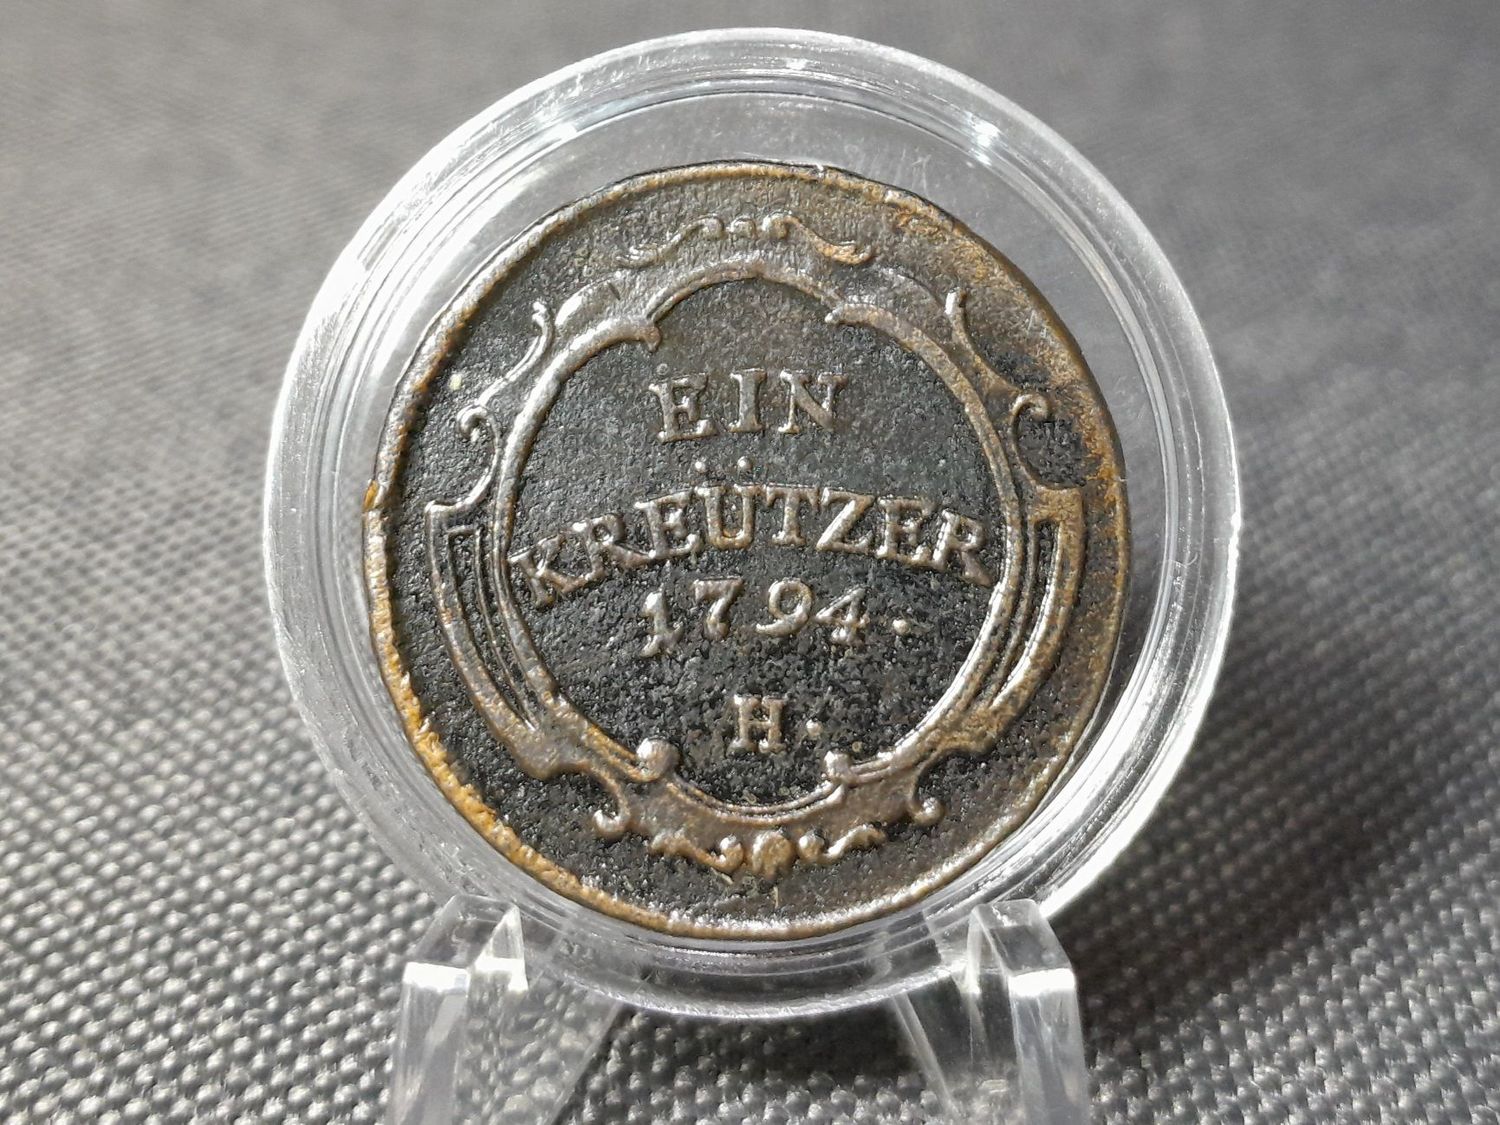 EIN
KREÜTZER
1794.
H.